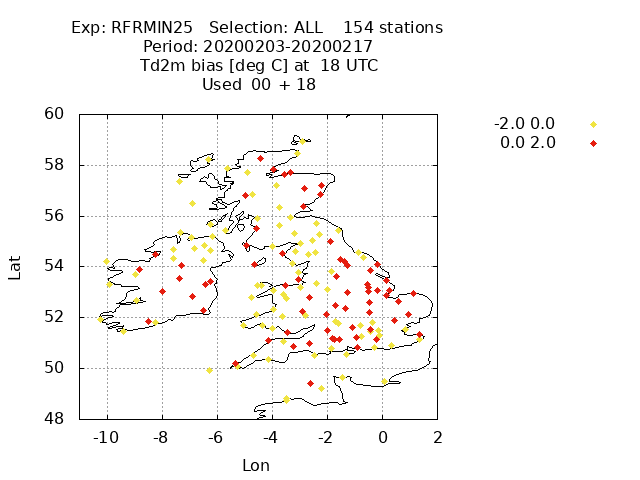 Exp: RFRMIN25 Selection: ALL 154 stations
Period: 20200203-20200217
Td2m bias [deg C] at 18 UTC
Used 00 + 18
-2.0 0.0
0.0 2.0
60
58
56
54
52
50
48
Lat
-10 -8 -6 -4 -2 0 2
Lon